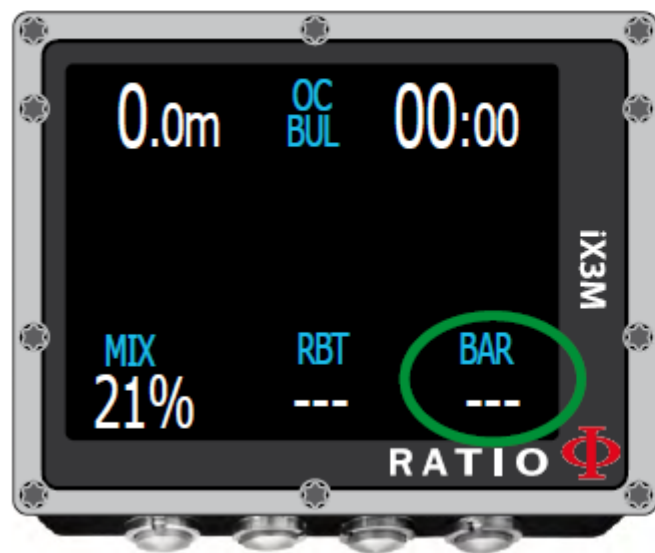 0.0m OC BUL 00:00
iX3M
MIX RBT BAR
21% --- ---
RATIO